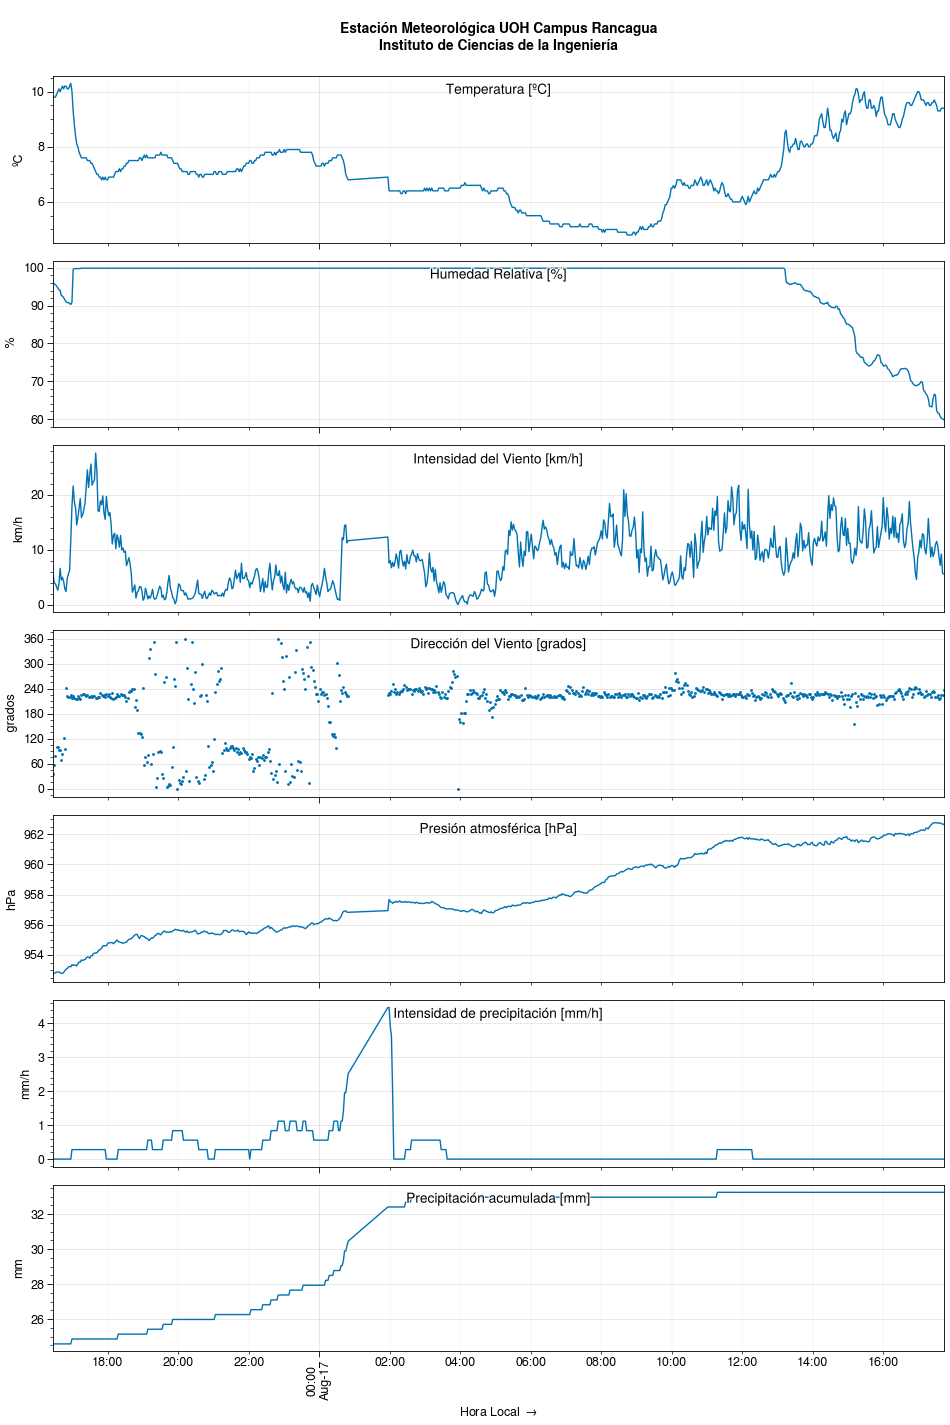 Estación Meteorológica UOH Campus Rancagua
Instituto de Ciencias de la Ingeniería
Temperatura [ºC]
ºC
10
8
6
Humedad Relativa [%]
%
100
90
80
70
60
Intensidad del Viento [km/h]
km/h
20
10
0
Dirección del Viento [grados]
grados
360
300
240
180
120
60
0
Presión atmosférica [hPa]
hPa
962
960
958
956
954
Intensidad de precipitación [mm/h]
mm/h
4
3
2
1
0
Precipitación acumulada [mm]
mm
32
30
28
26
18:00 20:00 22:00 00:00 02:00 04:00 06:00 08:00 10:00 12:00 14:00 16:00
Aug-17
Hora Local →